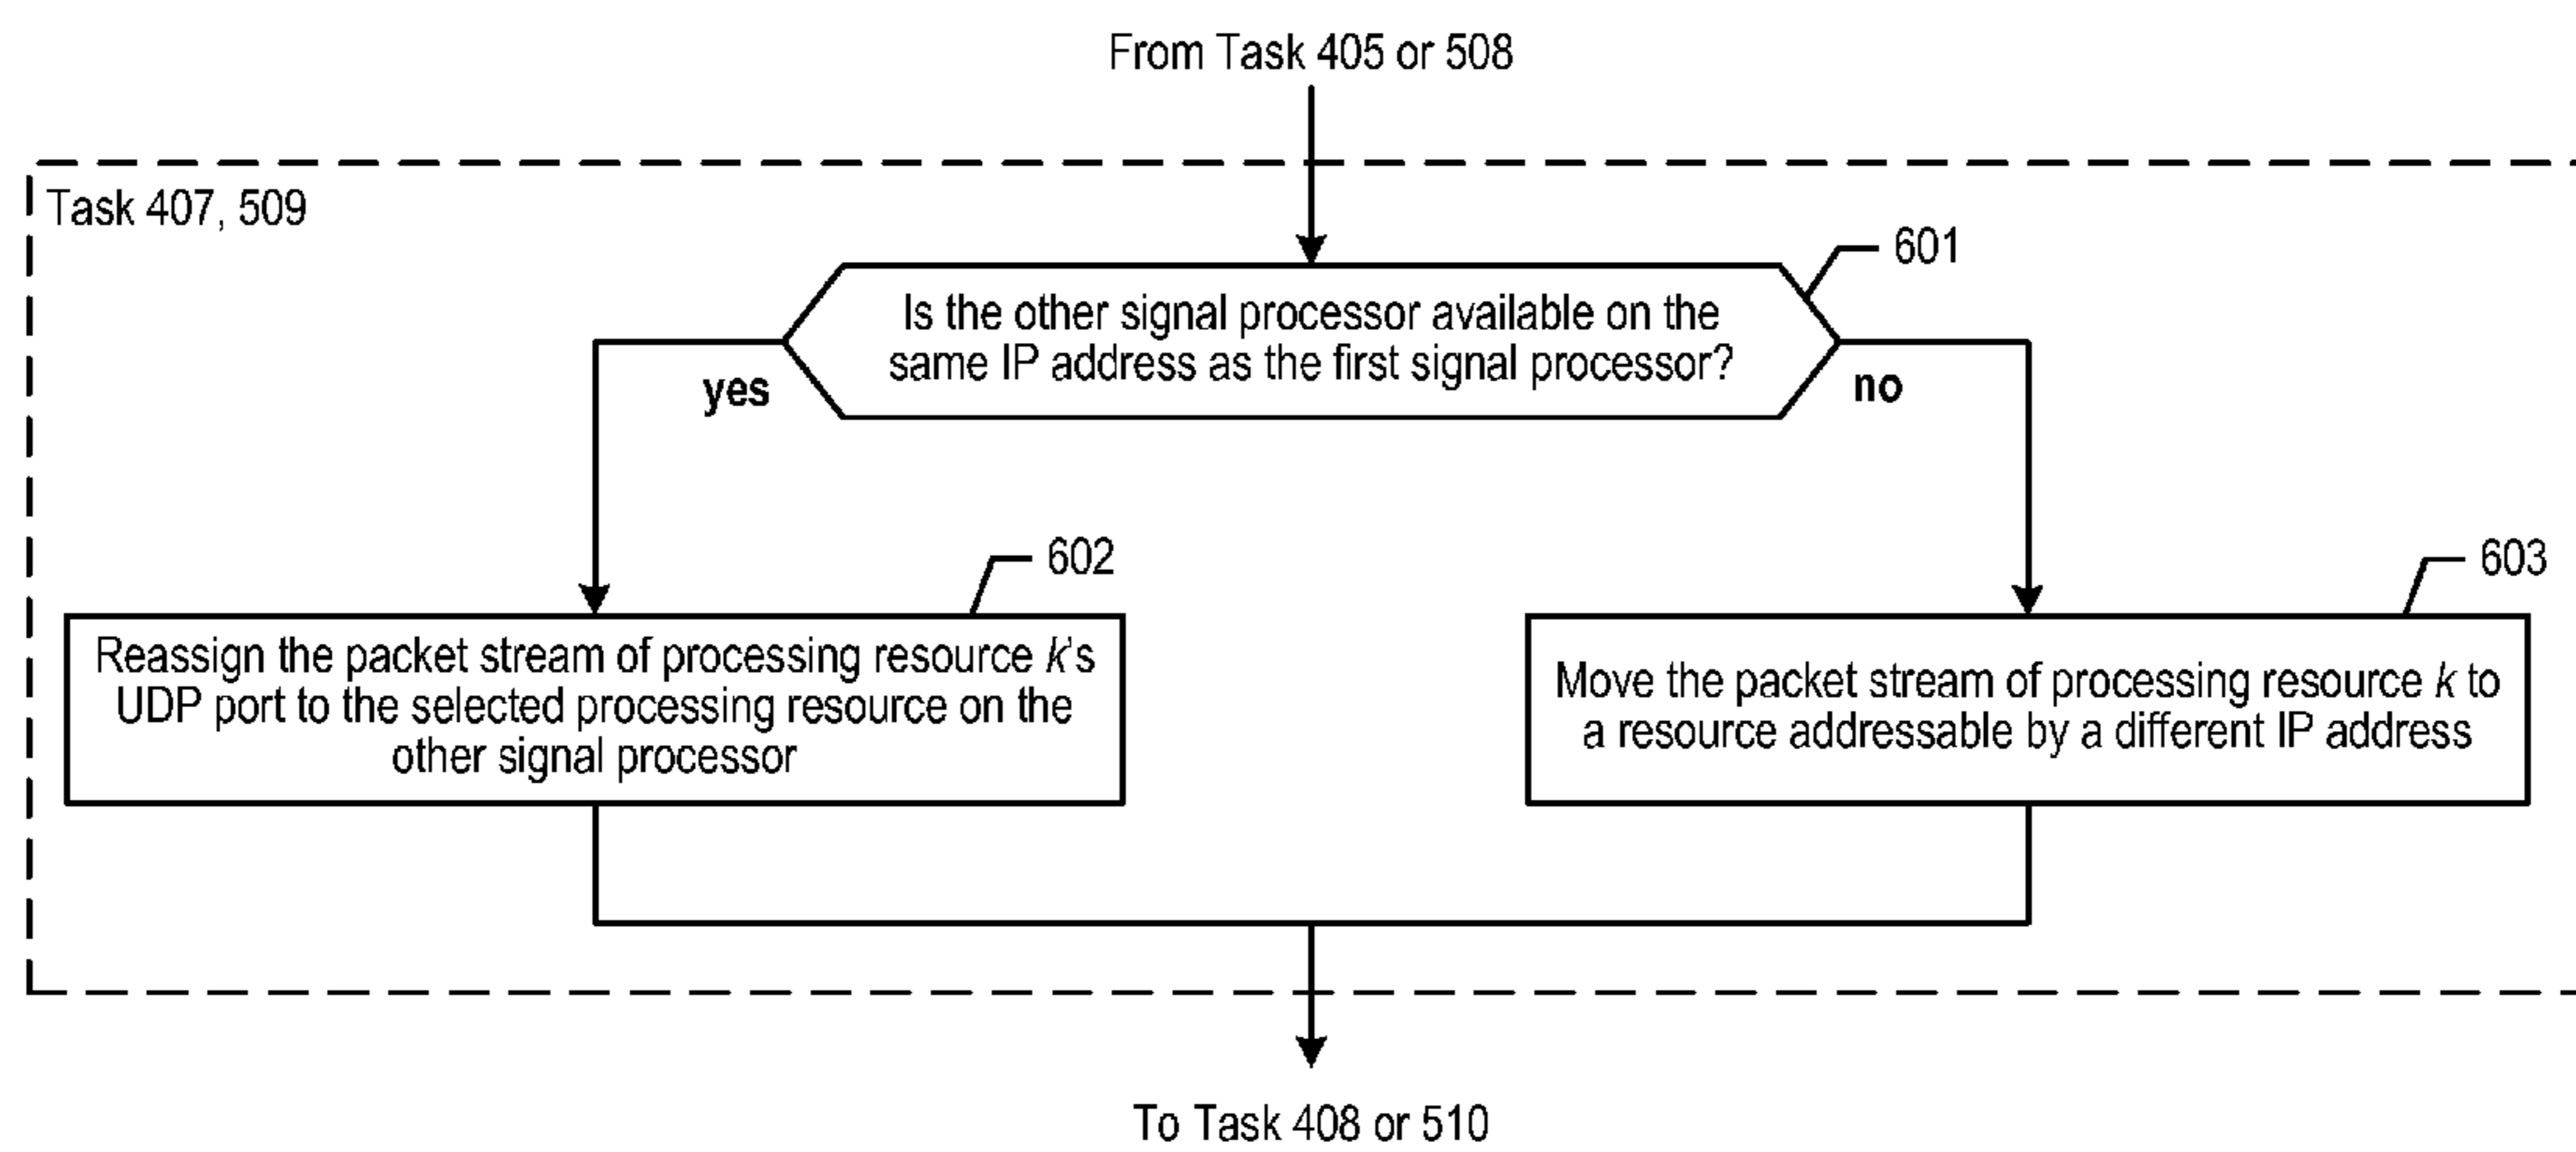 From Task 405 or 508
Task 407, 509
601
Is the other signal processor available on the
same IP address as the first signal processor?
yes
no
602
603
Reassign the packet stream of processing resource k's
UDP port to the selected processing resource on the
other signal processor
Move the packet stream of processing resource k to
a resource addressable by a different IP address
To Task 408 or 510